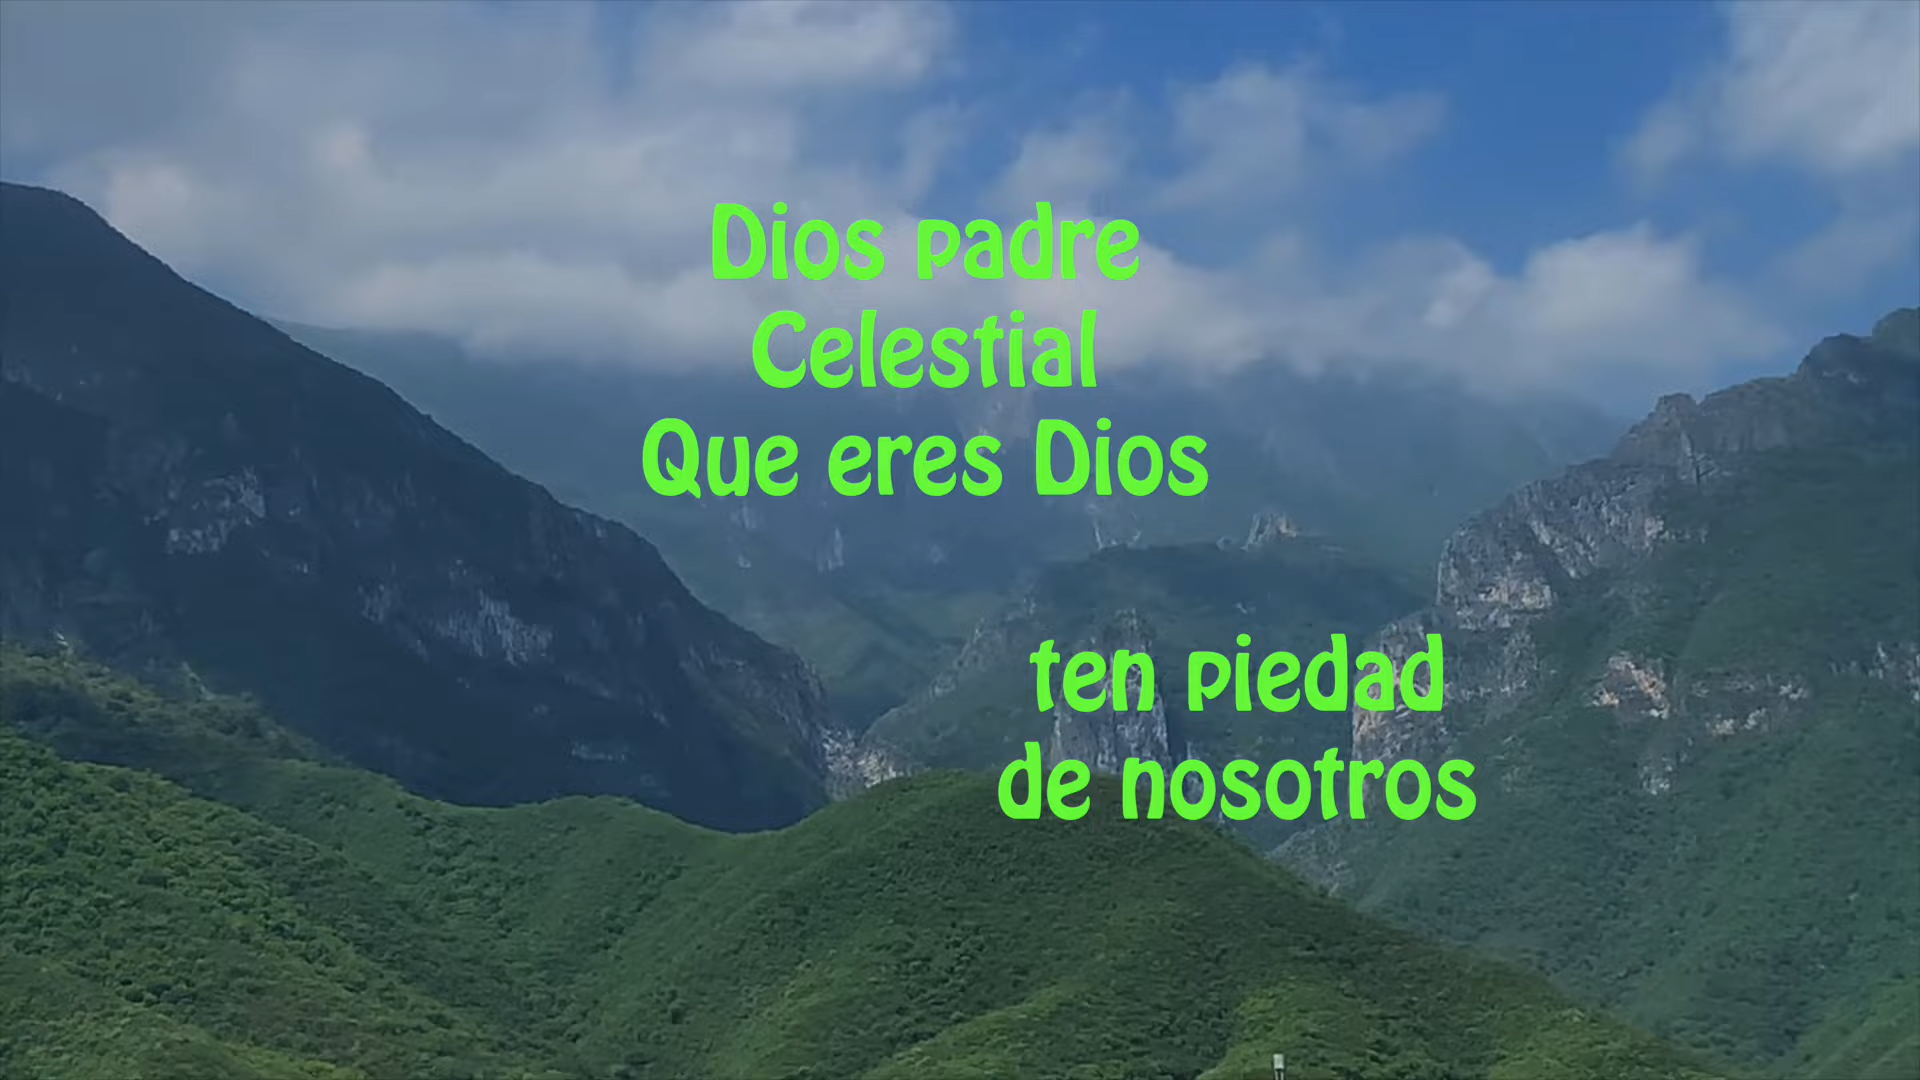 Dios padre
Celestial
Que eres Dios
ten piedad
de nosotros